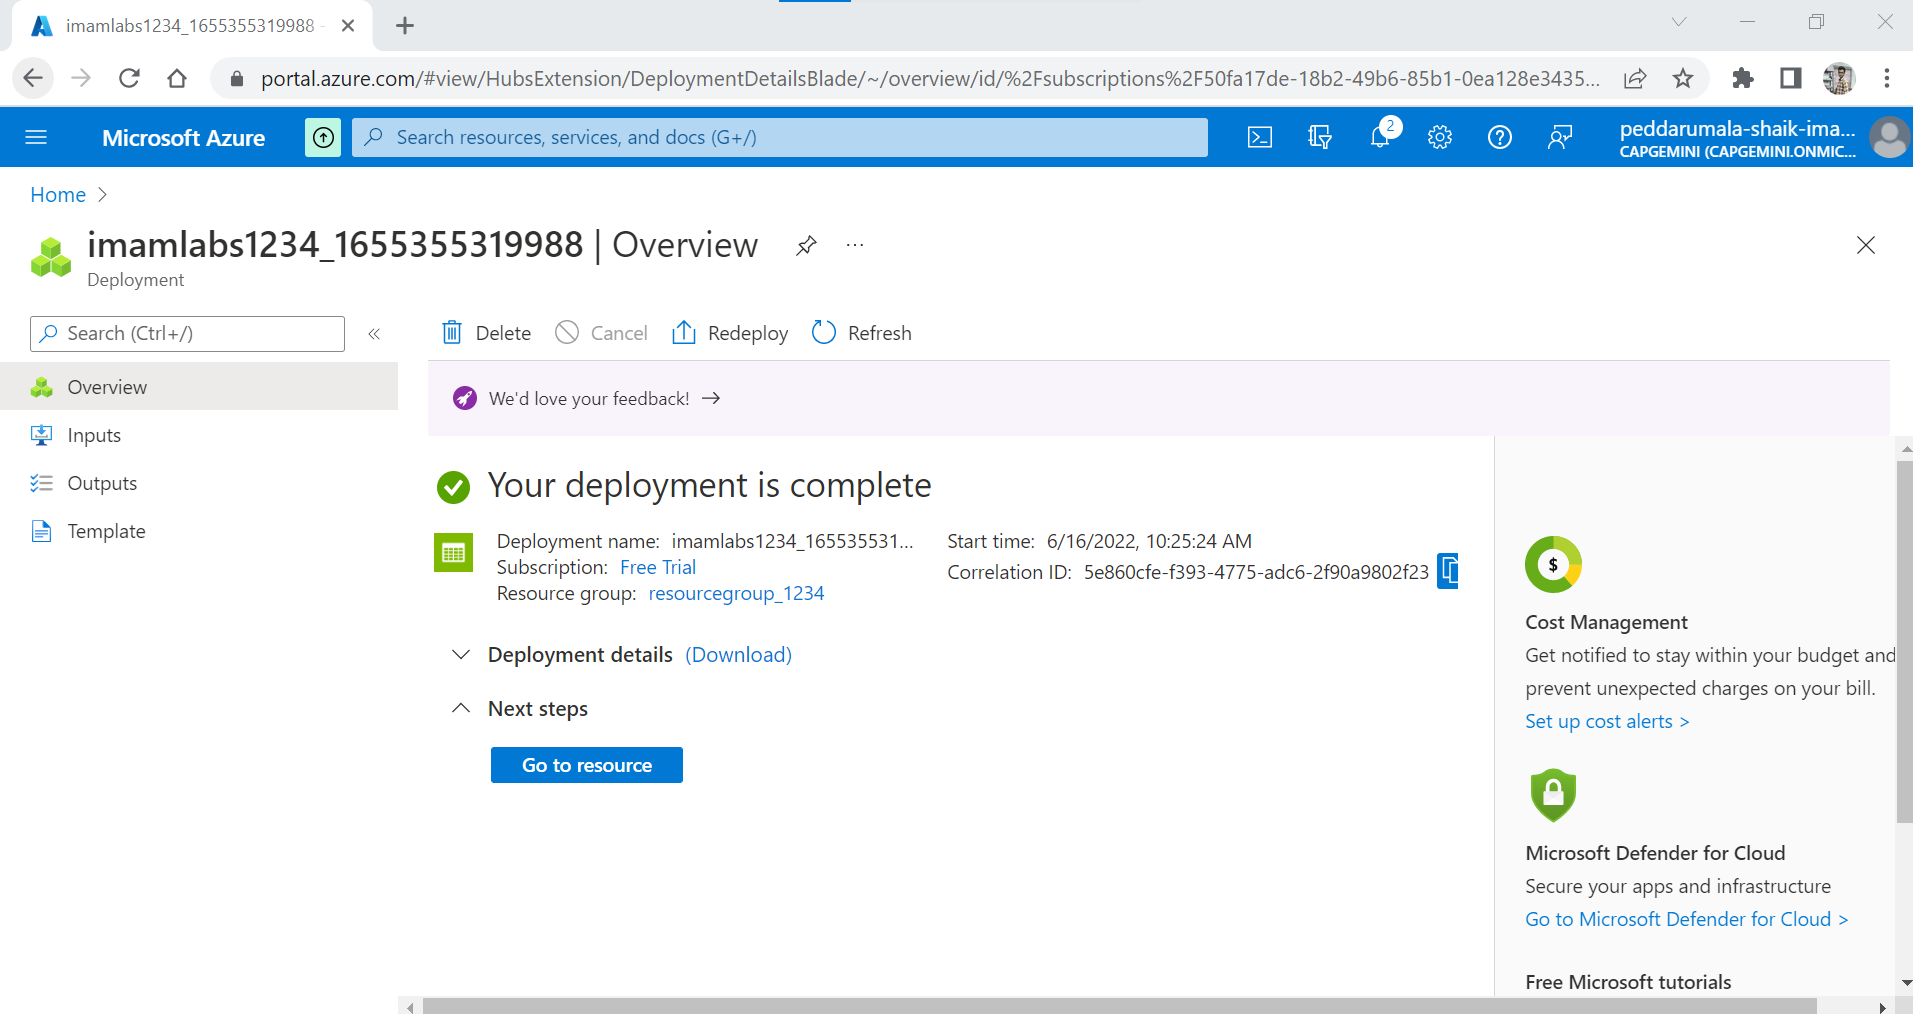 imamlabs1234_1655355319988 -
portal.azure.com/#view/HubsExtension/DeploymentDetailsBlade/~/overview/id/%2Fsubscriptions%2F50fa17de-18b2-49b6-85b1-0ea128e3435...
Microsoft Azure
Search resources, services, and docs (G+/)
2
peddarumala-shaik-ima...
CAPGEMINI (CAPGEMINI.ONMIC...
Home >
imamlabs1234_1655355319988 | Overview
...
Deployment
Search (Ctrl+/)
«
Delete
Cancel
Redeploy
Refresh
Overview
Inputs
Outputs
Template
We'd love your feedback! →
Your deployment is complete
Deployment name: imamlabs1234_165535531...
Subscription: Free Trial
Resource group: resourcegroup_1234
Start time: 6/16/2022, 10:25:24 AM
Correlation ID: 5e860cfe-f393-4775-adc6-2f90a9802f23
Deployment details (Download)
Next steps
Go to resource
$
Cost Management
Get notified to stay within your budget and
prevent unexpected charges on your bill.
Set up cost alerts >
Microsoft Defender for Cloud
Secure your apps and infrastructure
Go to Microsoft Defender for Cloud >
Free Microsoft tutorials